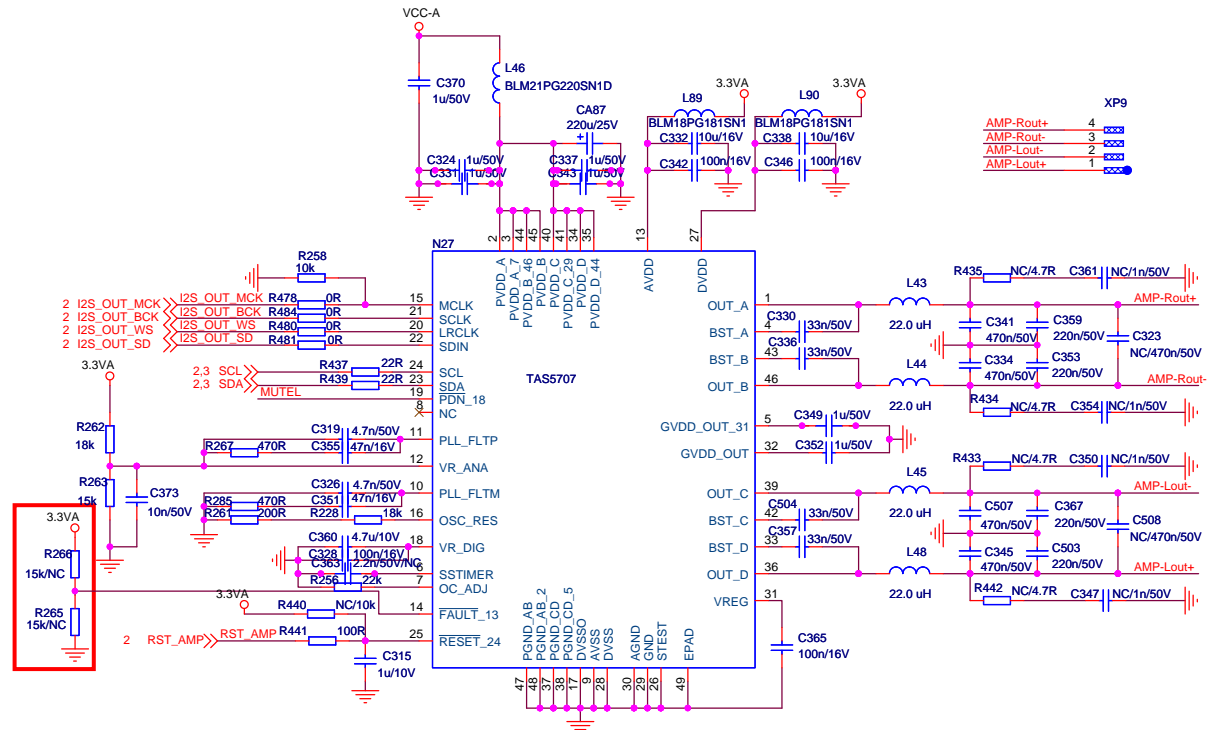 VCC-A
C370
1u/50V
L46
BLM21PG220SN1D
CA87
+
220u/25V
C324
1u/50V
C331
1u/50V
C337
1u/50V
C343
1u/50V
3.3VA
L89
BLM18PG181SN1
C332
10u/16V
C342
100n/16V
3.3VA
L90
BLM18PG181SN1
C338
10u/16V
C346
100n/16V
XP9
AMP-Rout+ 4
AMP-Rout- 3
AMP-Lout- 2
AMP-Lout+ 1
N27
TAS5707
2 PVDD_A
3 PVDD_A_7
44 PVDD_B_46
45 PVDD_B
40 PVDD_C
41 PVDD_C_29
34 PVDD_D
35 PVDD_D_44
13 AVDD
27 DVDD
R258
10k
2 I2S_OUT_MCK I2S_OUT_MCK R478 0R 15 MCLK
2 I2S_OUT_BCK I2S_OUT_BCK R484 0R 21 SCLK
2 I2S_OUT_WS I2S_OUT_WS R480 0R 20 LRCLK
2 I2S_OUT_SD I2S_OUT_SD R481 0R 22 SDIN
2,3 SCL R437 22R 24 SCL
2,3 SDA R439 22R 23 SDA
MUTEL 19 PDN_18
8 NC
3.3VA
R262
18k
R263
15k
C373
10n/50V
C319 4.7n/50V 11 PLL_FLTP
R267 470R C355 47n/16V
12 VR_ANA
C326 4.7n/50V 10 PLL_FLTM
R285 470R C351 47n/16V
R261 200R R228 18k 16 OSC_RES
C360 4.7u/10V 18 VR_DIG
C328 100n/16V
C363 2.2n/50V/NC 6 SSTIMER
R256 22k 7 OC_ADJ
3.3VA
R266
15k/NC
R265
15k/NC
14 FAULT_13
3.3VA
R440 NC/10k
2 RST_AMP RST_AMP R441 100R 25 RESET_24
C315
1u/10V
47 PGND_AB
48 PGND_AB_2
37 PGND_CD
38 PGND_CD_5
17 DVSSO
9 AVSS
28 DVSS
30 AGND
29 GND
26 STEST
49 EPAD
OUT_A 1
BST_A 4
BST_B 43
OUT_B 46
GVDD_OUT_31 5
GVDD_OUT 32
OUT_C 39
BST_C 42
BST_D 33
OUT_D 36
VREG 31
C330
33n/50V
C336
33n/50V
C349
1u/50V
C352
1u/50V
C504
33n/50V
C357
33n/50V
C365
100n/16V
L43
22.0 uH
L44
22.0 uH
L45
22.0 uH
L48
22.0 uH
R435 NC/4.7R C361 NC/1n/50V
AMP-Rout+
C341
470n/50V
C359
220n/50V
C323
NC/470n/50V
C334
470n/50V
C353
220n/50V
AMP-Rout-
R434 NC/4.7R C354 NC/1n/50V
R433 NC/4.7R C350 NC/1n/50V
AMP-Lout-
C507
470n/50V
C367
220n/50V
C508
NC/470n/50V
C345
470n/50V
C503
220n/50V
AMP-Lout+
R442 NC/4.7R C347 NC/1n/50V